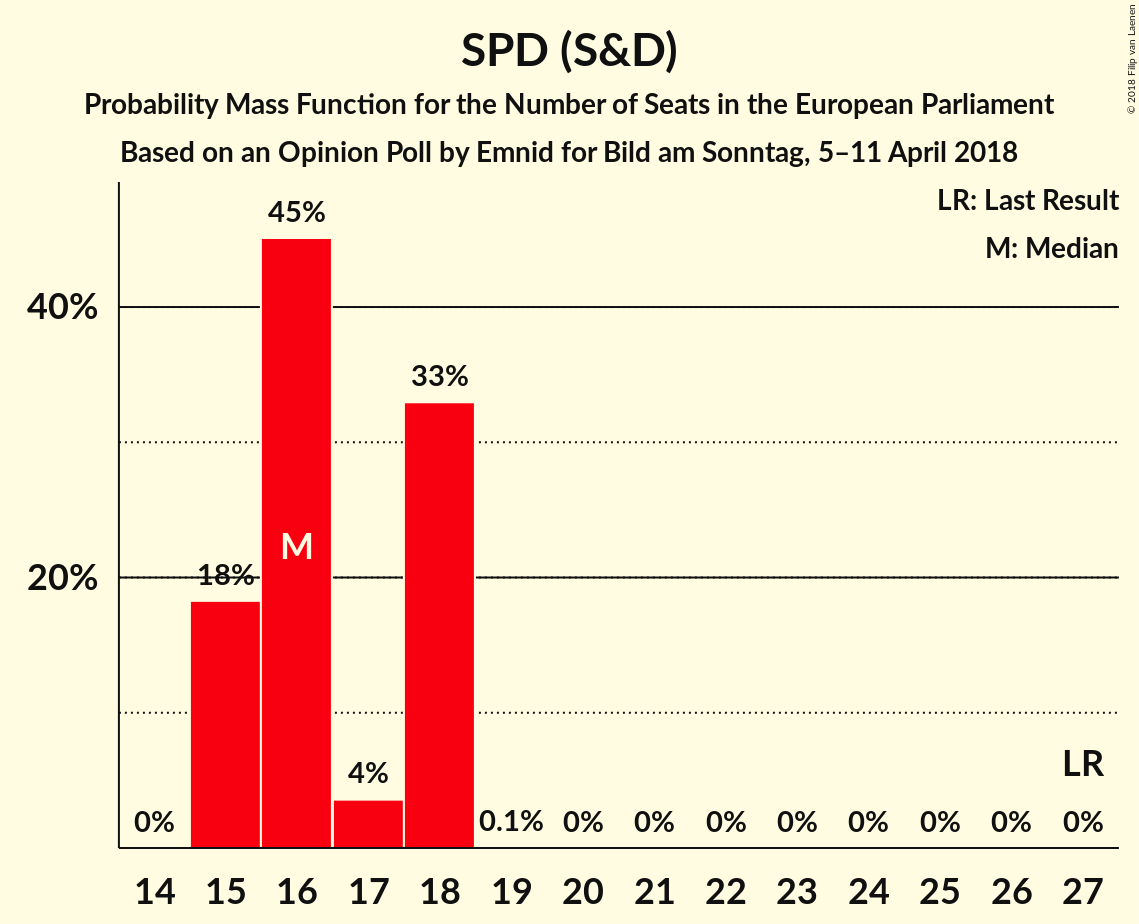 SPD (S&D)
Probability Mass Function for the Number of Seats in the European Parliament
Based on an Opinion Poll by Emnid for Bild am Sonntag, 5–11 April 2018
© 2018 Filip van Laenen
LR: Last Result
M: Median
45%
40%
33%
M
20%
18%
4%
LR
0%
0.1%
0%
0%
0%
0%
0%
0%
0%
0%
14 15 16 17 18 19 20 21 22 23 24 25 26 27